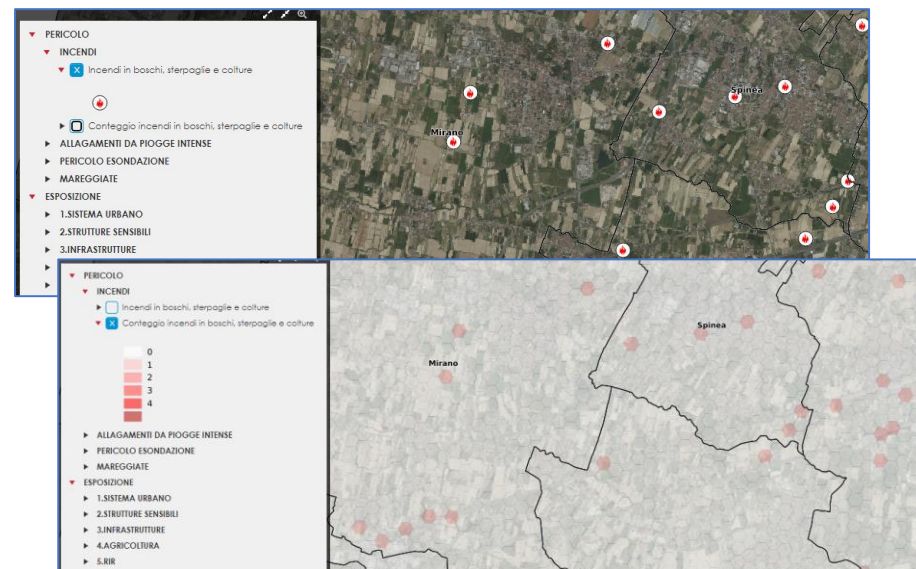 PERICOLO
INCENDI
X Incendi in boschi, sterpaglie e colture
Conteggio incendi in boschi, sterpaglie e colture
ALLAGAMENTI DA PIOGGE INTENSE
PERICOLO ESONDAZIONE
MAREGGIATE
ESPOSIZIONE
1.SISTEMA URBANO
2.STRUTTURE SENSIBILI
3.INFRASTRUTTURE
Spinea
Mirano
PERICOLO
INCENDI
Incendi in boschi, sterpaglie e colture
X Conteggio incendi in boschi, sterpaglie e colture
0
1
2
3
4
ALLAGAMENTI DA PIOGGE INTENSE
PERICOLO ESONDAZIONE
MAREGGIATE
ESPOSIZIONE
1.SISTEMA URBANO
2.STRUTTURE SENSIBILI
3.INFRASTRUTTURE
4.AGRICOLTURA
5.RIR
Spinea
Mirano